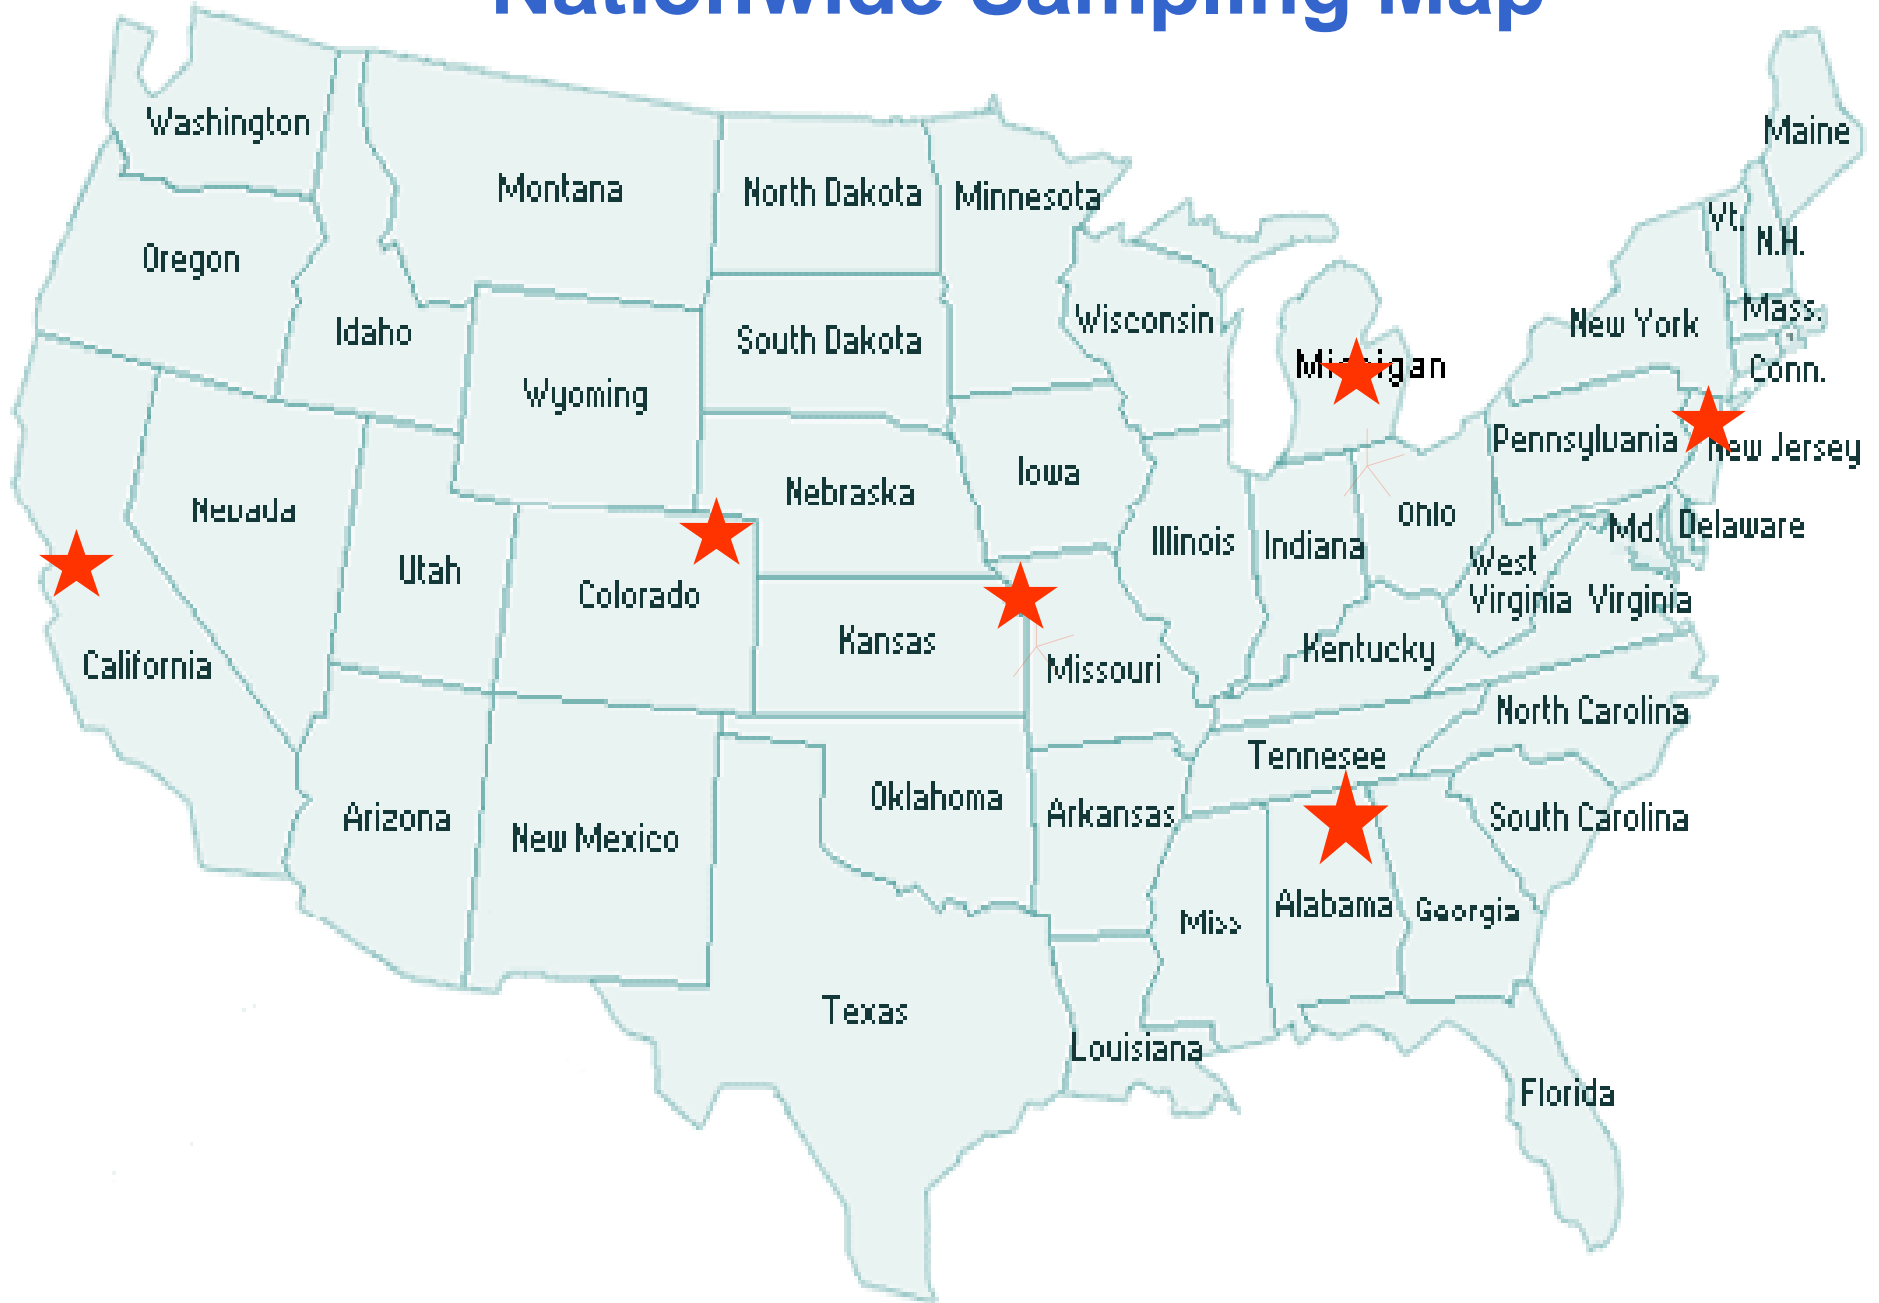 Nationwide Sampling Map
Washington
Maine
Montana
North Dakota
Minnesota
Vt.
N.H.
Oregon
Idaho
Wisconsin
New York
Mass.
South Dakota
Michigan
Conn.
Wyoming
Pennsylvania
New Jersey
Iowa
Nebraska
Nevada
Ohio
Md.
Delaware
Illinois
Indiana
Utah
West
Virginia
Virginia
Colorado
Kansas
Kentucky
Missouri
California
North Carolina
Tennesee
Oklahoma
Arkansas
South Carolina
Arizona
New Mexico
Alabama
Georgia
Miss
Texas
Louisiana
Florida